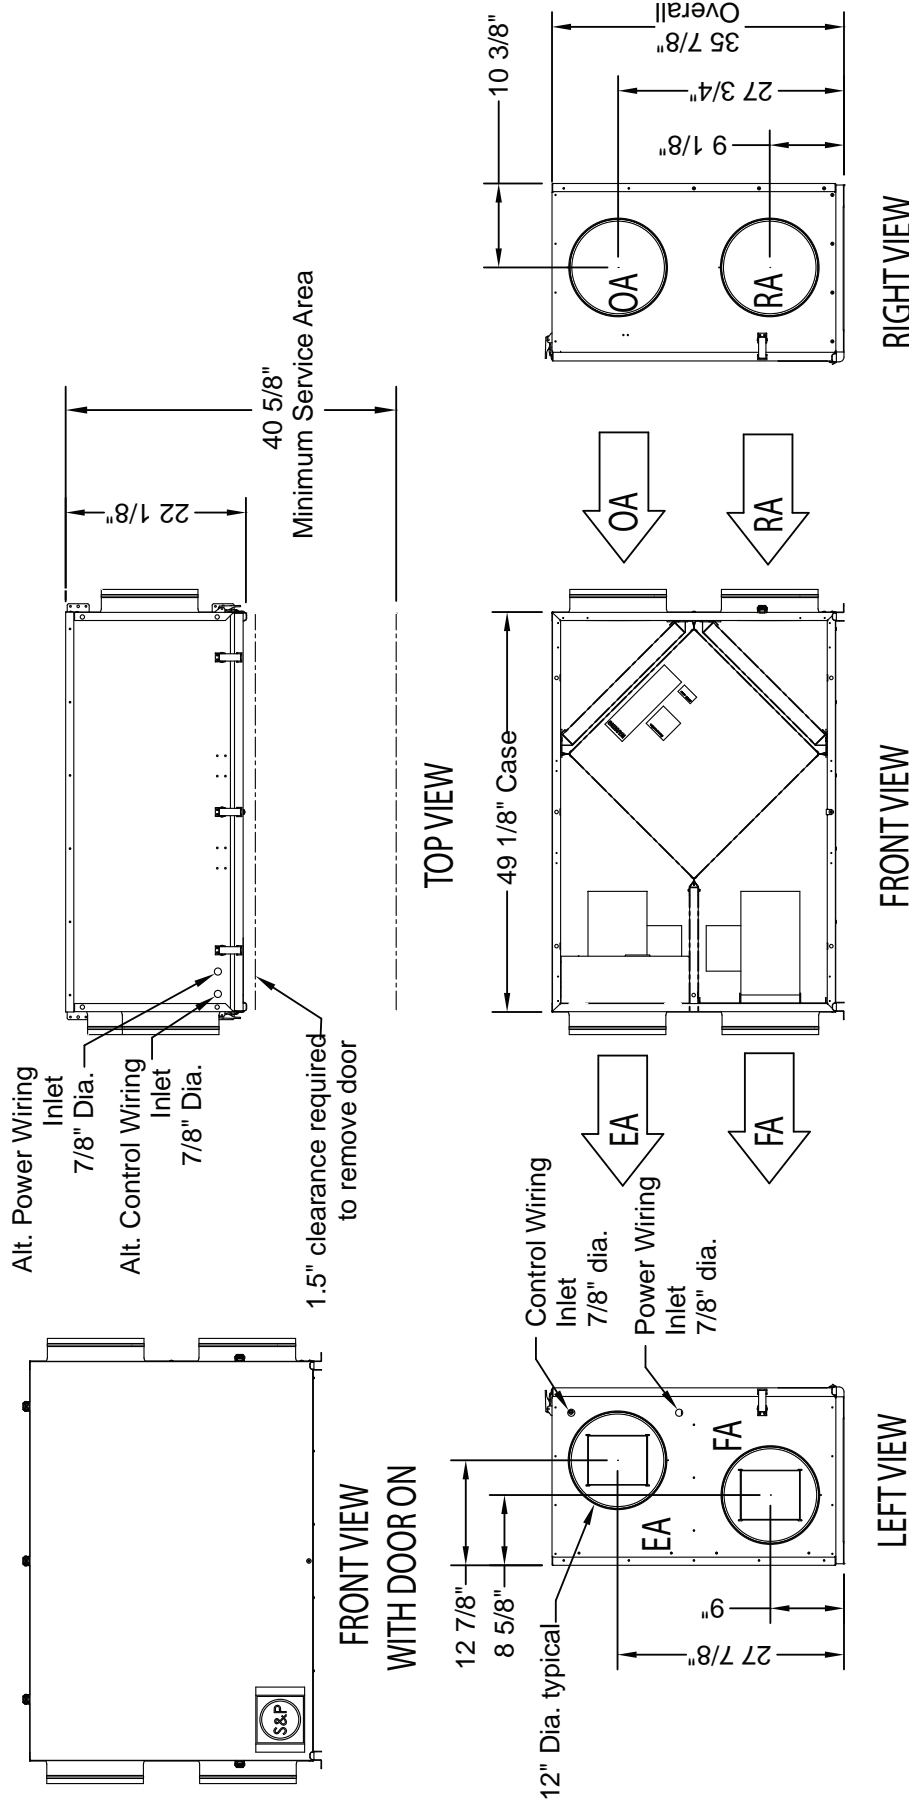 Alt. Power Wiring
Inlet
7/8" Dia.
Alt. Control Wiring
Inlet
7/8" Dia.
1.5" clearance required
to remove door
22 1/8"
40 5/8"
Minimum Service Area
TOP VIEW
S&P
FRONT VIEW
WITH DOOR ON
12 7/8"
8 5/8"
12" Dia. typical
Control Wiring
Inlet
7/8" dia.
Power Wiring
Inlet
7/8" dia.
EA
FA
9"
27 7/8"
LEFT VIEW
EA
FA
49 1/8" Case
OA
RA
FRONT VIEW
10 3/8"
OA
RA
9 1/8"
27 3/4"
35 7/8"
Overall
RIGHT VIEW